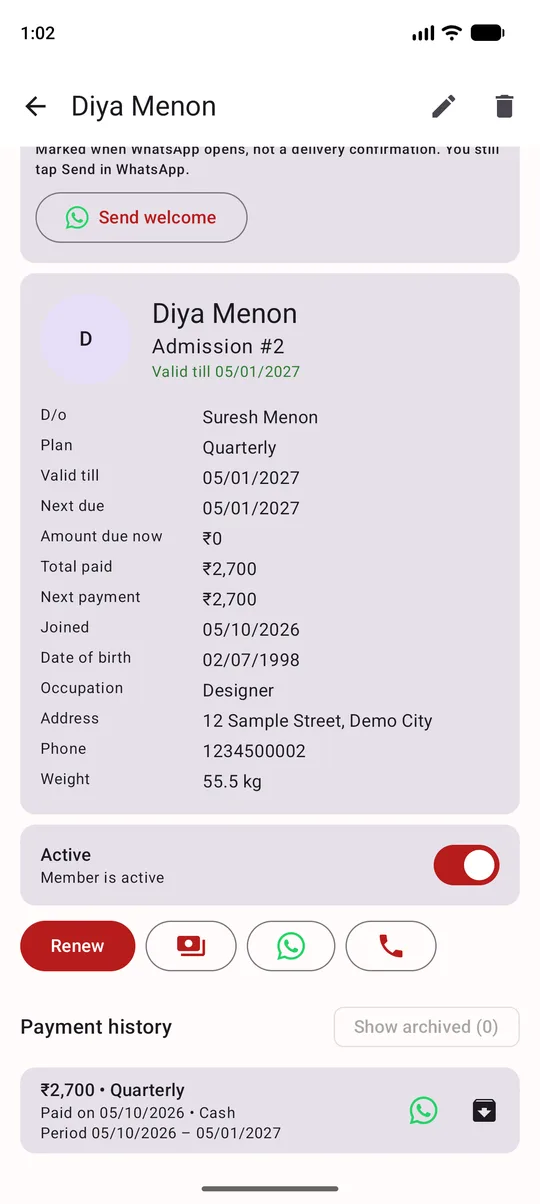 1:02
Diya Menon
Marked when WhatsApp opens, not a delivery confirmation. You still
tap Send in WhatsApp.
Send welcome
D
Diya Menon
Admission #2
Valid till 05/01/2027
D/o Suresh Menon
Plan Quarterly
Valid till 05/01/2027
Next due 05/01/2027
Amount due now ₹0
Total paid ₹2,700
Next payment ₹2,700
Joined 05/10/2026
Date of birth 02/07/1998
Occupation Designer
Address 12 Sample Street, Demo City
Phone 1234500002
Weight 55.5 kg
Active
Member is active
Renew
Payment history
Show archived (0)
₹2,700 • Quarterly
Paid on 05/10/2026 • Cash
Period 05/10/2026 – 05/01/2027